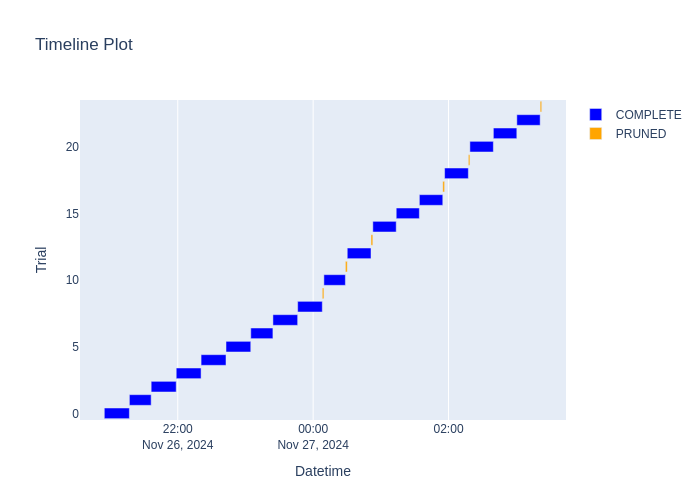 Timeline Plot
COMPLETE
PRUNED
20
15
10
5
0
Trial
22:00
Nov 26, 2024
00:00
Nov 27, 2024
02:00
Datetime